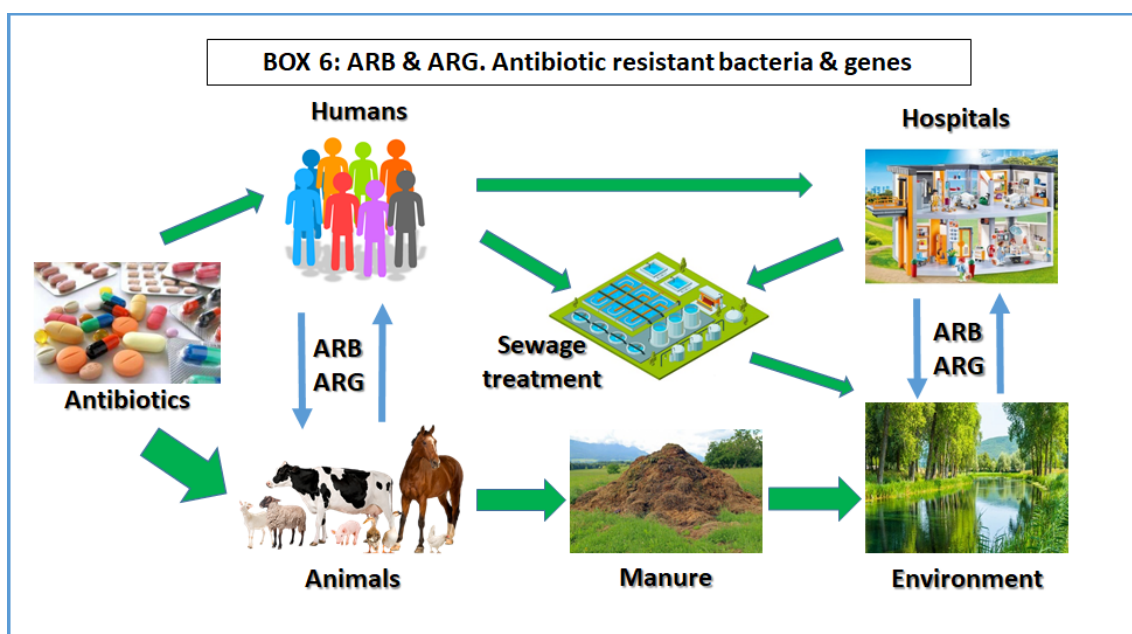 BOX 6: ARB & ARG. Antibiotic resistant bacteria & genes
Humans
Hospitals
Antibiotics
ARB
ARG
Sewage
treatment
ARB
ARG
Animals
Manure
Environment